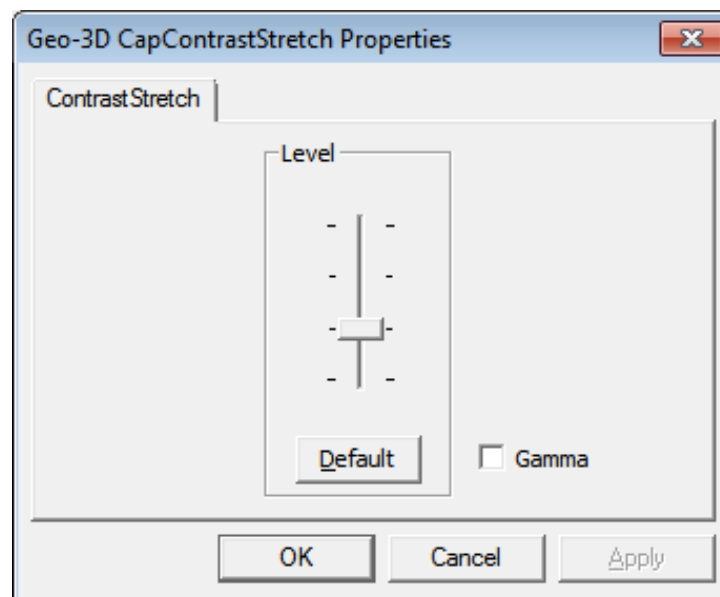 Geo-3D CapContrastStretch Properties
ContrastStretch
Level
Default
Gamma
OK
Cancel
Apply